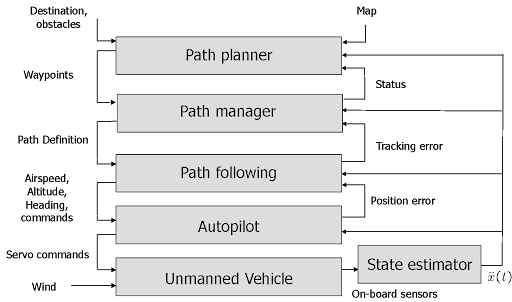 Destination,
obstacles
Map
Path planner
Waypoints
Status
Path manager
Path Definition
Tracking error
Path following
Airspeed,
Altitude,
Heading,
commands
Position error
Autopilot
Servo commands
State estimator
x̂(t)
Wind
Unmanned Vehicle
On-board sensors